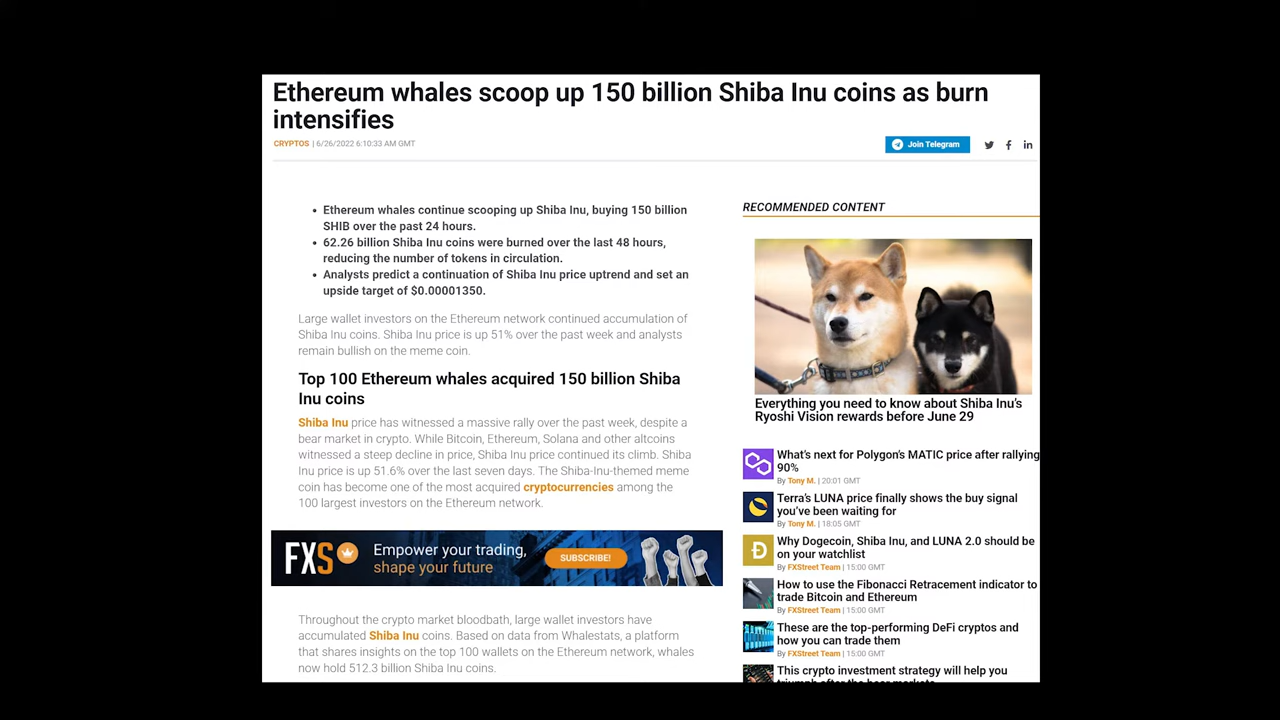 Ethereum whales scoop up 150 billion Shiba Inu coins as burn
intensifies
CRYPTOS | 6/26/2022 6:10:33 AM GMT
Join Telegram
• Ethereum whales continue scooping up Shiba Inu, buying 150 billion
SHIB over the past 24 hours.
• 62.26 billion Shiba Inu coins were burned over the last 48 hours,
reducing the number of tokens in circulation.
• Analysts predict a continuation of Shiba Inu price uptrend and set an
upside target of $0.00001350.
Large wallet investors on the Ethereum network continued accumulation of
Shiba Inu coins. Shiba Inu price is up 51% over the past week and analysts
remain bullish on the meme coin.
Top 100 Ethereum whales acquired 150 billion Shiba
Inu coins
Shiba Inu price has witnessed a massive rally over the past week, despite a
bear market in crypto. While Bitcoin, Ethereum, Solana and other altcoins
witnessed a steep decline in price, Shiba Inu price continued its climb. Shiba
Inu price is up 51.6% over the last seven days. The Shiba-Inu-themed meme
coin has become one of the most acquired cryptocurrencies among the
100 largest investors on the Ethereum network.
FXS
Empower your trading,
shape your future
SUBSCRIBE!
Throughout the crypto market bloodbath, large wallet investors have
accumulated Shiba Inu coins. Based on data from Whalestats, a platform
that shares insights on the top 100 wallets on the Ethereum network, whales
now hold 512.3 billion Shiba Inu coins.
RECOMMENDED CONTENT
Everything you need to know about Shiba Inu's
Ryoshi Vision rewards before June 29
What's next for Polygon's MATIC price after rallying
90%
By Tony M. | 20:01 GMT
Terra's LUNA price finally shows the buy signal
you've been waiting for
By Tony M. | 18:05 GMT
Why Dogecoin, Shiba Inu, and LUNA 2.0 should be
on your watchlist
By FXStreet Team | 15:00 GMT
How to use the Fibonacci Retracement indicator to
trade Bitcoin and Ethereum
By FXStreet Team | 15:00 GMT
These are the top-performing DeFi cryptos and
how you can trade them
By FXStreet Team | 15:00 GMT
This crypto investment strategy will help you
triumph after the bear markets